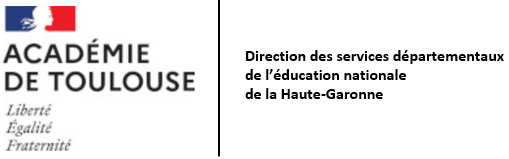 ACADÉMIE
DE TOULOUSE
Liberté
Égalité
Fraternité
Direction des services départementaux
de l’éducation nationale
de la Haute-Garonne